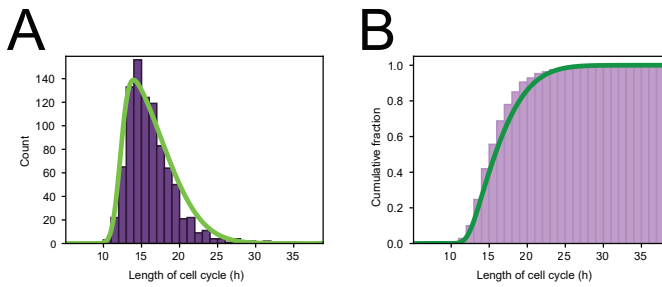 A
B
Count
140
120
100
80
60
40
20
0
10 15 20 25 30 35
Length of cell cycle (h)
Cumulative fraction
1.0
0.8
0.6
0.4
0.2
0.0
10 15 20 25 30 35
Length of cell cycle (h)